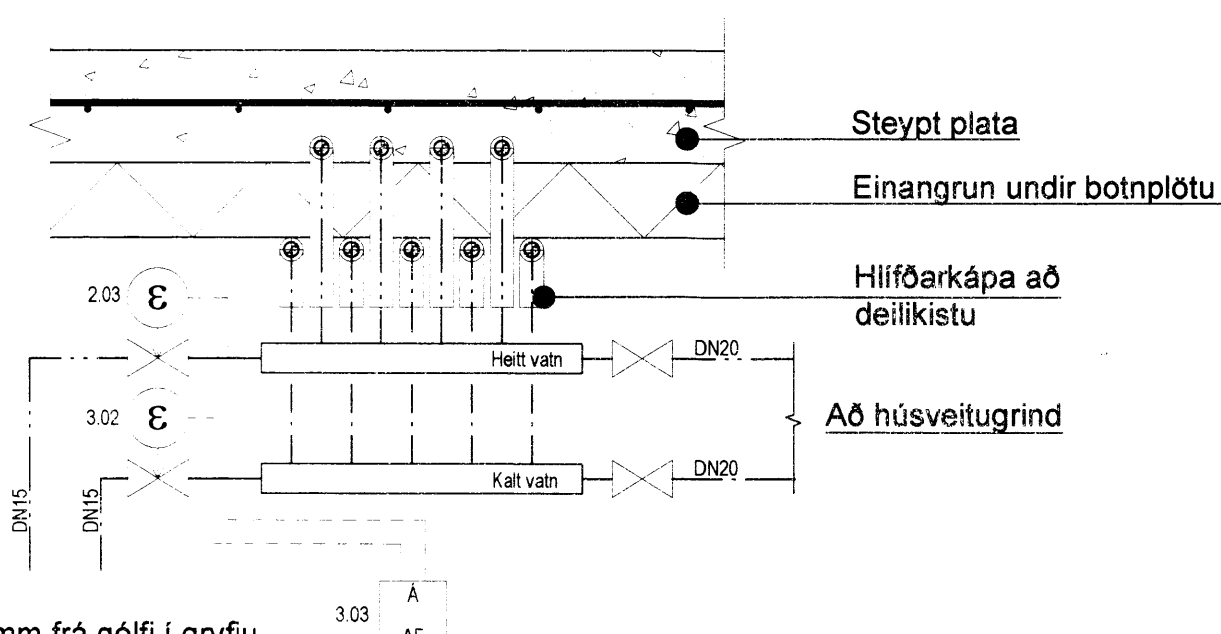 Steypt plata
Einangrun undir botnplötu
Hlífðarkápa að
deilikistu
2.03 ε
Heitt vatn
DN20
3.02 ε
Að húsveitugrind
Kalt vatn
DN20
DN15
DN15
3.03
Á
mm frá gólfi í gryfju